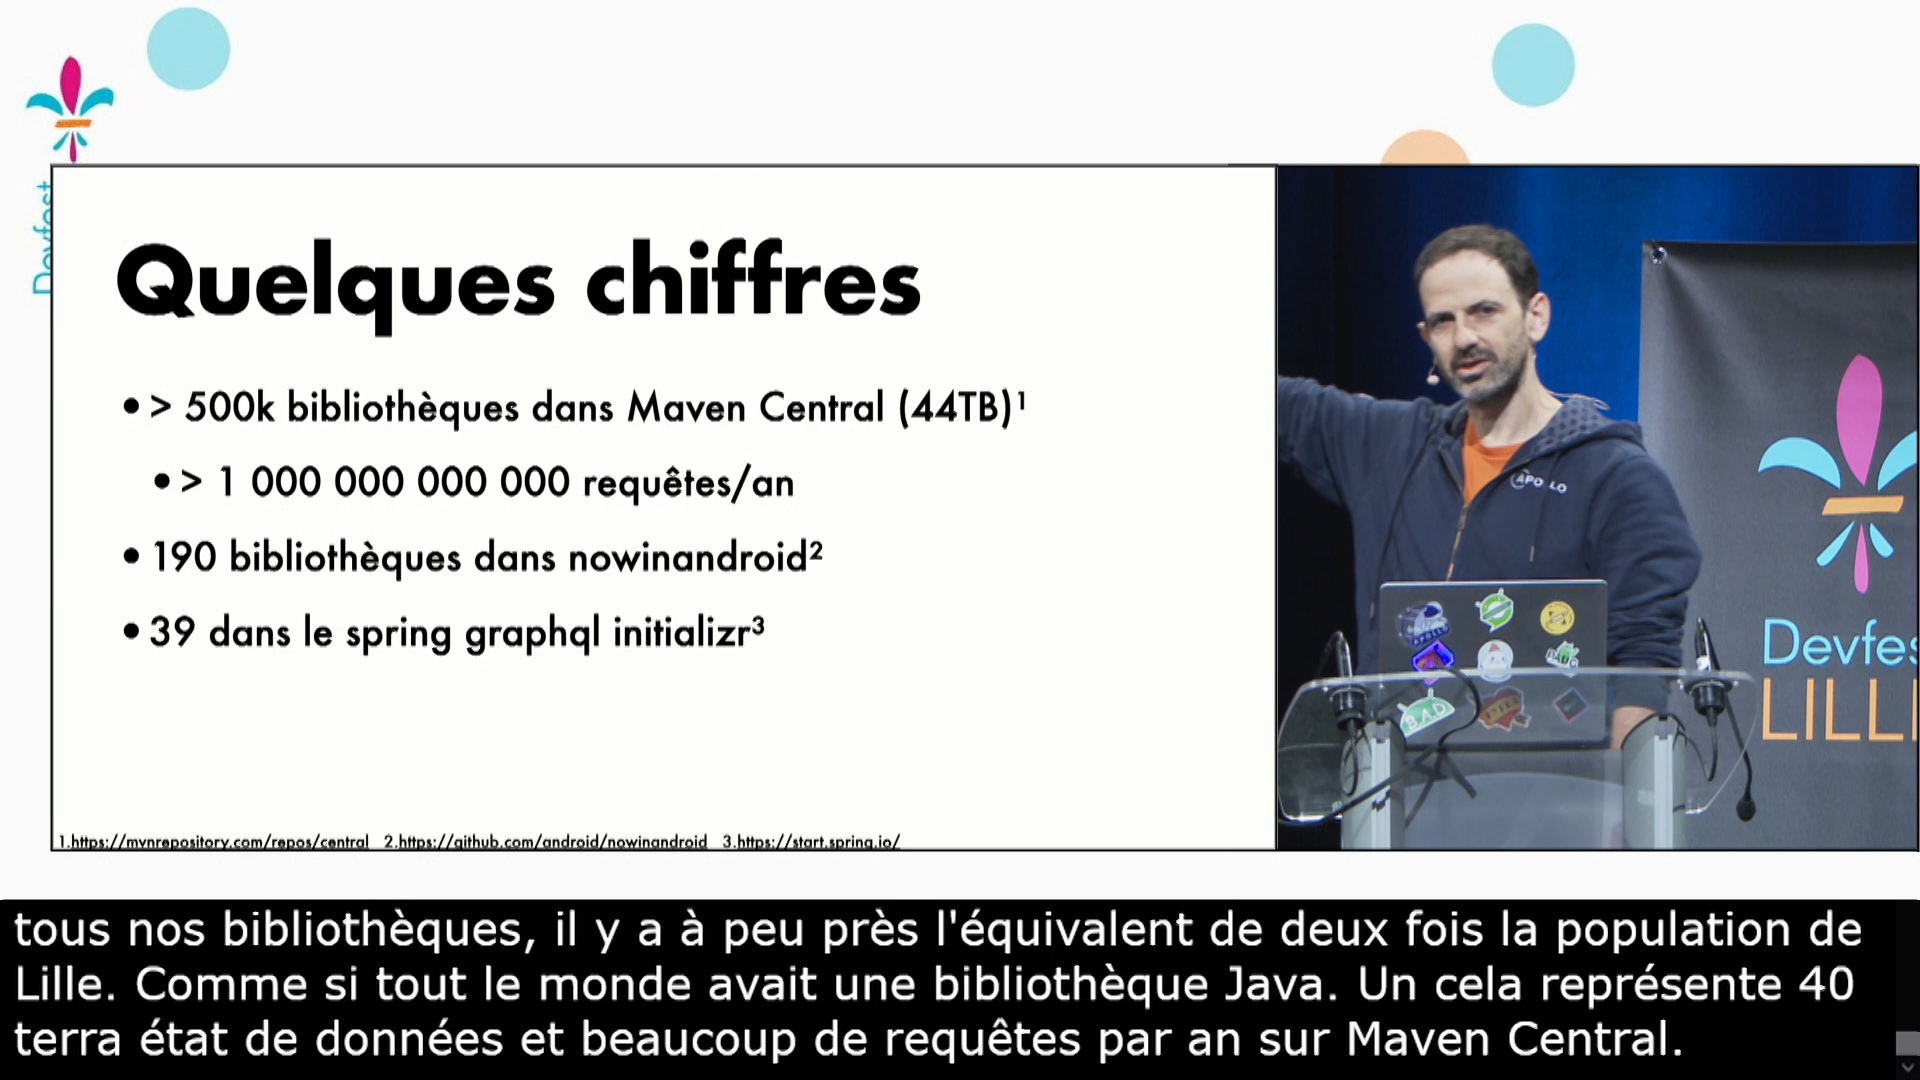 Devfest
Quelques chiffres
• > 500k bibliothèques dans Maven Central (44TB)¹
• > 1 000 000 000 000 requêtes/an
• 190 bibliothèques dans nowinandroid²
• 39 dans le spring graphql initializr³
1.https://mvnrepository.com/repos/central 2.https://github.com/android/nowinandroid 3.https://start.spring.io/
APOLLO
APOLLO
B.A.D
Devfes
LILL
tous nos bibliothèques, il y a à peu près l'équivalent de deux fois la population de
Lille. Comme si tout le monde avait une bibliothèque Java. Un cela représente 40
terra état de données et beaucoup de requêtes par an sur Maven Central.